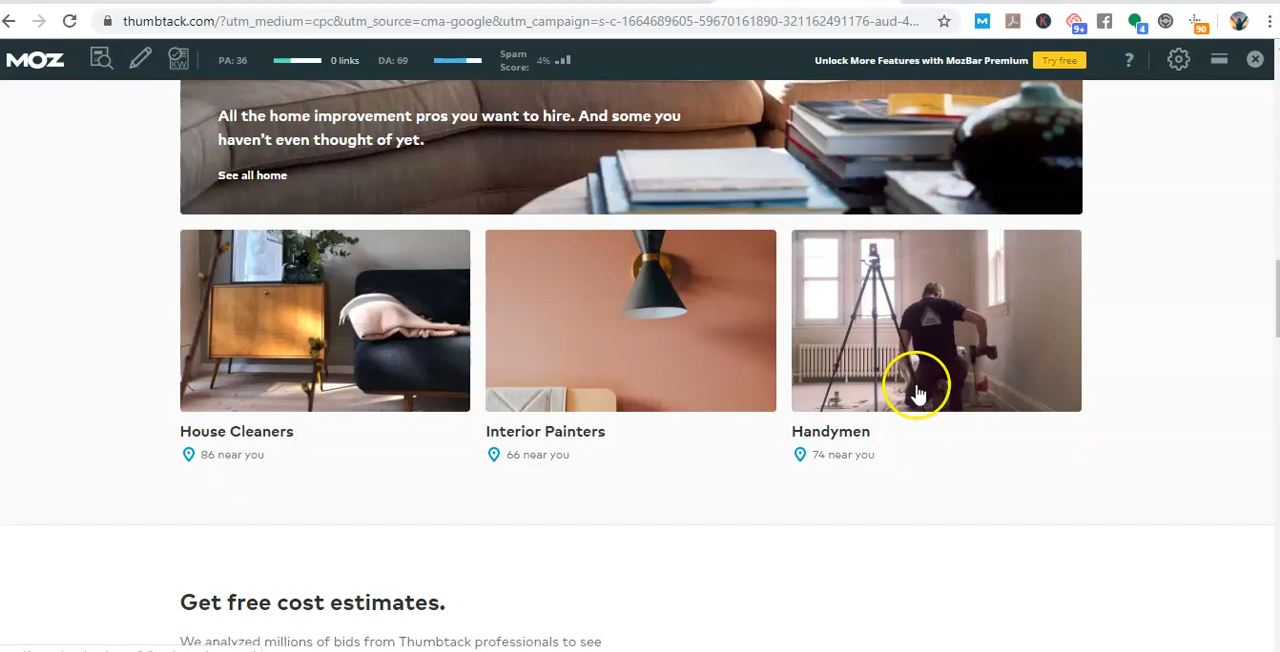 thumbtack.com/?utm_medium=cpc&utm_source=cma-google&utm_campaign=s-c-1664689605-59670161890-321162491176-aud-4...
9+
4
90
MOZ
KW
PA: 36
0 links
DA: 69
Spam Score: 4%
Unlock More Features with MozBar Premium
Try free
?
All the home improvement pros you want to hire. And some you
haven't even thought of yet.
See all home
House Cleaners
Interior Painters
Handymen
86 near you
66 near you
74 near you
Get free cost estimates.
We analyzed millions of bids from Thumbtack professionals to see